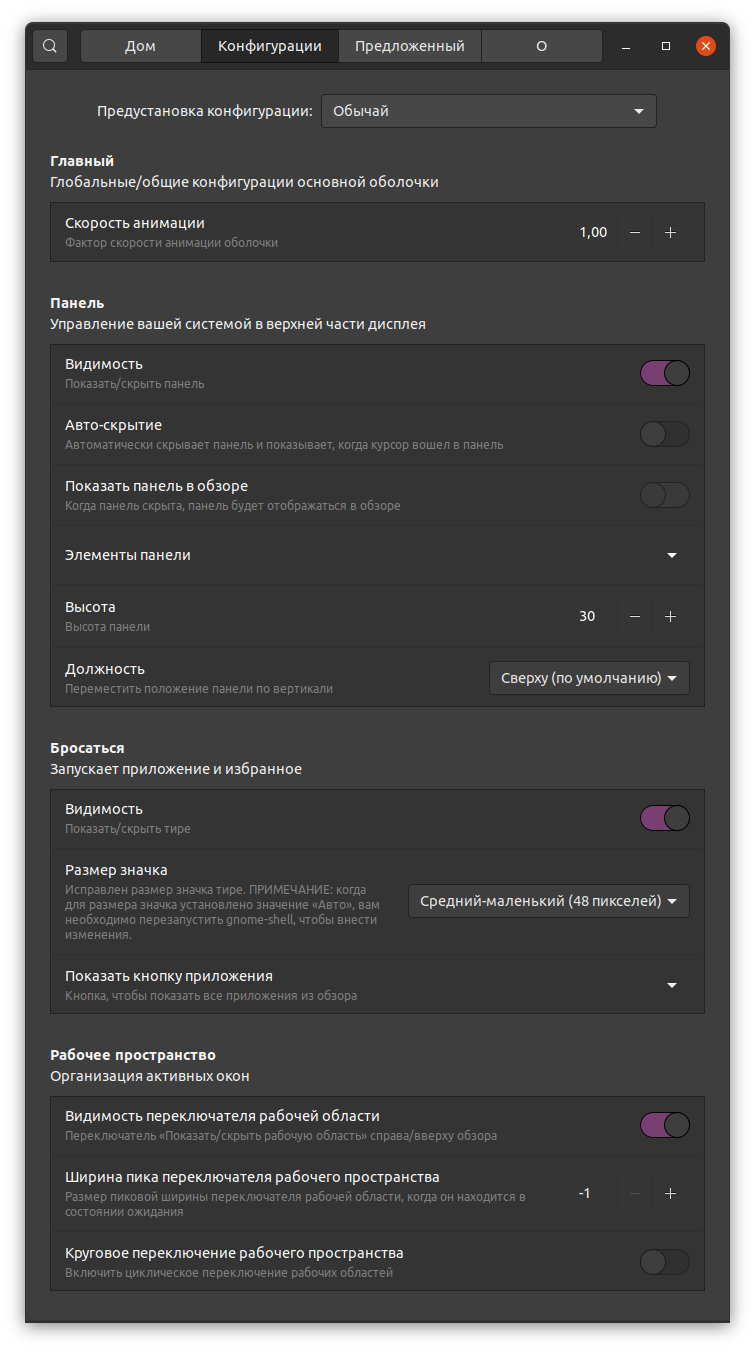 Дом
Конфигурации
Предложенный
О
Предустановка конфигурации:
Обычай
Главный
Глобальные/общие конфигурации основной оболочки
Скорость анимации
1,00
Фактор скорости анимации оболочки
Панель
Управление вашей системой в верхней части дисплея
Видимость
Показать/скрыть панель
Авто-скрытие
Автоматически скрывает панель и показывает, когда курсор вошел в панель
Показать панель в обзоре
Когда панель скрыта, панель будет отображаться в обзоре
Элементы панели
Высота
30
Высота панели
Должность
Сверху (по умолчанию)
Переместить положение панели по вертикали
Бросаться
Запускает приложение и избранное
Видимость
Показать/скрыть тире
Размер значка
Исправлен размер значка тире. ПРИМЕЧАНИЕ: когда
для размера значка установлено значение «Авто», вам
необходимо перезапустить gnome-shell, чтобы внести
изменения.
Средний-маленький (48 пикселей)
Показать кнопку приложения
Кнопка, чтобы показать все приложения из обзора
Рабочее пространство
Организация активных окон
Видимость переключателя рабочей области
Переключатель «Показать/скрыть рабочую область» справа/вверху обзора
Ширина пика переключателя рабочего пространства
-1
Размер пиковой ширины переключателя рабочей области, когда он находится в
состоянии ожидания
Круговое переключение рабочего пространства
Включить циклическое переключение рабочих областей